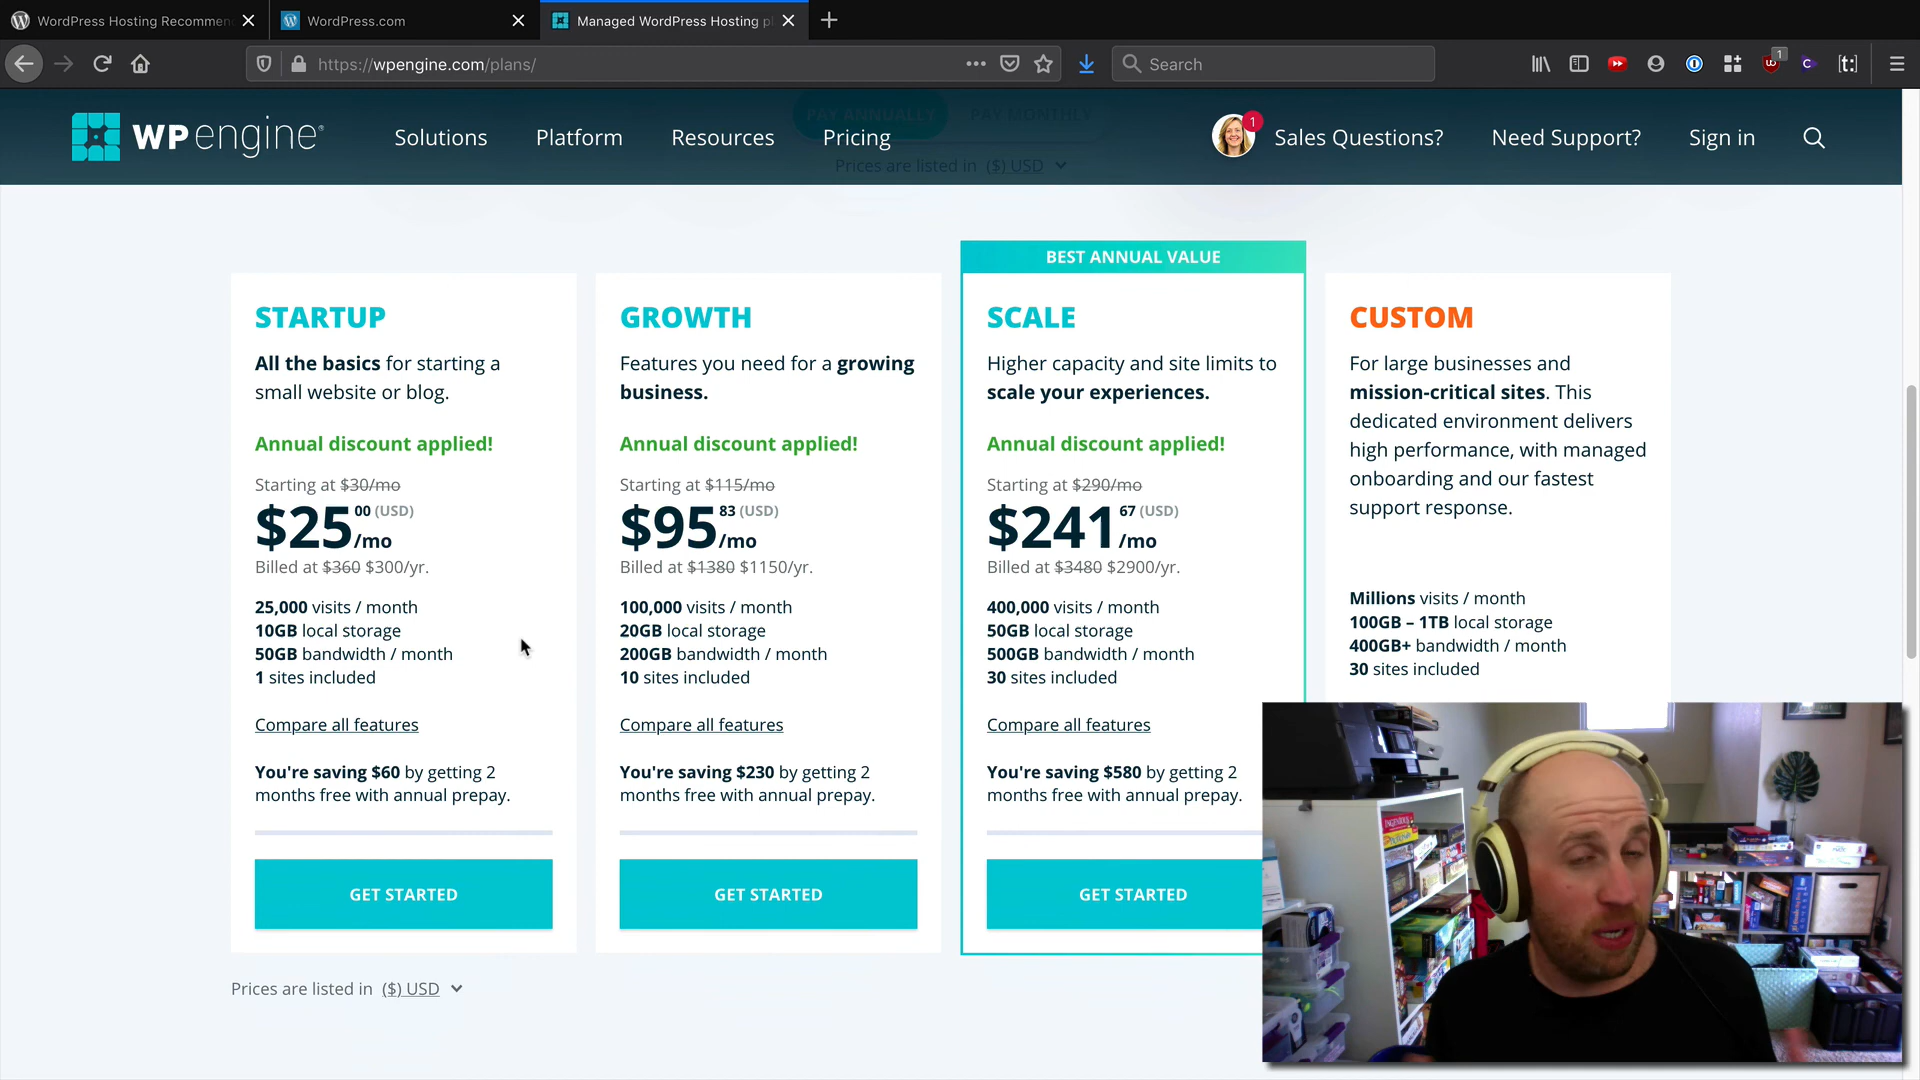 WordPress Hosting Recommen
WordPress.com
Managed WordPress Hosting p
https://wpengine.com/plans/
Search
1
PAY ANNUALLY
PAY MONTHLY
WP engine®
Solutions
Platform
Resources
Pricing
1
Sales Questions?
Need Support?
Sign in
Prices are listed in ($) USD
BEST ANNUAL VALUE
STARTUP
All the basics for starting a
small website or blog.
Annual discount applied!
Starting at $30/mo
$25 00 (USD)
/mo
Billed at $360 $300/yr.
25,000 visits / month
10GB local storage
50GB bandwidth / month
1 sites included
Compare all features
You're saving $60 by getting 2
months free with annual prepay.
GET STARTED
GROWTH
Features you need for a growing
business.
Annual discount applied!
Starting at $115/mo
$95 83 (USD)
/mo
Billed at $1380 $1150/yr.
100,000 visits / month
20GB local storage
200GB bandwidth / month
10 sites included
Compare all features
You're saving $230 by getting 2
months free with annual prepay.
GET STARTED
SCALE
Higher capacity and site limits to
scale your experiences.
Annual discount applied!
Starting at $290/mo
$241 67 (USD)
/mo
Billed at $3480 $2900/yr.
400,000 visits / month
50GB local storage
500GB bandwidth / month
30 sites included
Compare all features
You're saving $580 by getting 2
months free with annual prepay.
GET STARTED
CUSTOM
For large businesses and
mission-critical sites. This
dedicated environment delivers
high performance, with managed
onboarding and our fastest
support response.
Millions visits / month
100GB – 1TB local storage
400GB+ bandwidth / month
30 sites included
Prices are listed in ($) USD